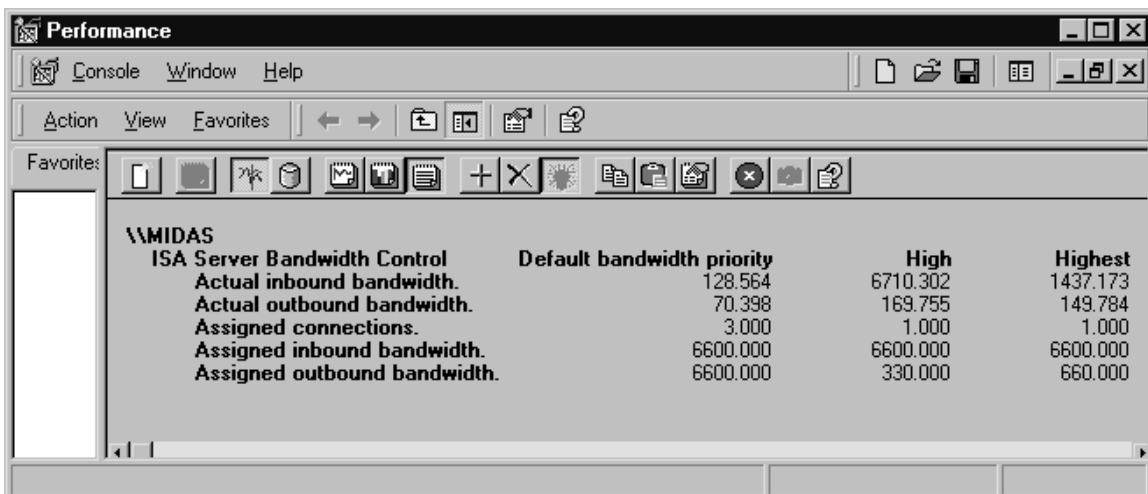 Performance
Console Window Help
Action View Favorites
Favorites
\\MIDAS
ISA Server Bandwidth Control Default bandwidth priority High Highest
Actual inbound bandwidth. 128.564 6710.302 1437.173
Actual outbound bandwidth. 70.398 169.755 149.784
Assigned connections. 3.000 1.000 1.000
Assigned inbound bandwidth. 6600.000 6600.000 6600.000
Assigned outbound bandwidth. 6600.000 330.000 660.000